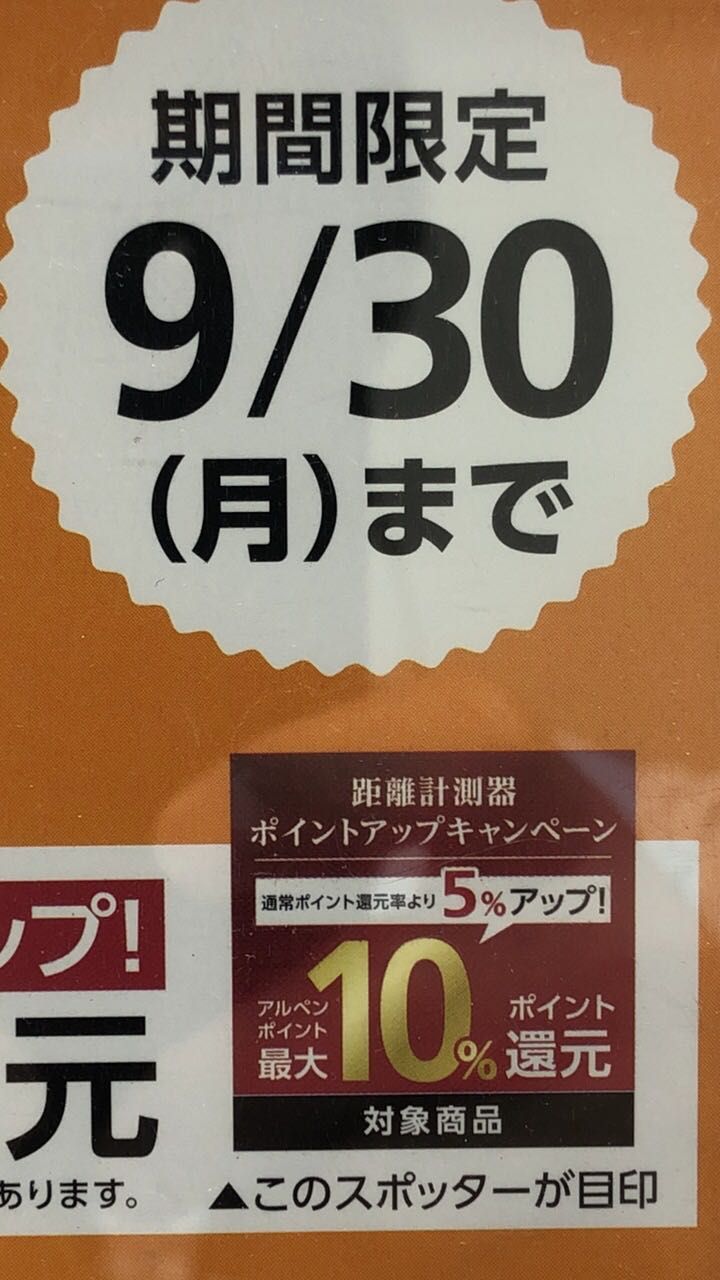 期間限定
9/30
(月)まで
ップ!
元
あります。
距離計測器
ポイントアップキャンペーン
通常ポイント還元率より5%アップ!
アルペン
ポイント
最大
10%
ポイント
還元
対象商品
▲このスポッターが目印